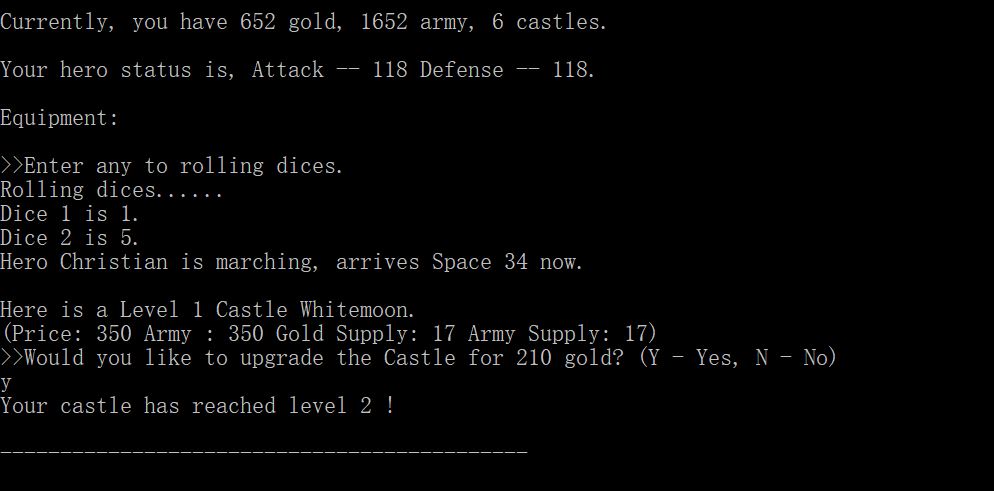 Currently, you have 652 gold, 1652 army, 6 castles.
Your hero status is, Attack -- 118 Defense -- 118.
Equipment:
>>Enter any to rolling dices.
Rolling dices......
Dice 1 is 1.
Dice 2 is 5.
Hero Christian is marching, arrives Space 34 now.
Here is a Level 1 Castle Whitemoon.
(Price: 350 Army : 350 Gold Supply: 17 Army Supply: 17)
>>Would you like to upgrade the Castle for 210 gold? (Y - Yes, N - No)
y
Your castle has reached level 2 !
--------------------------------------------